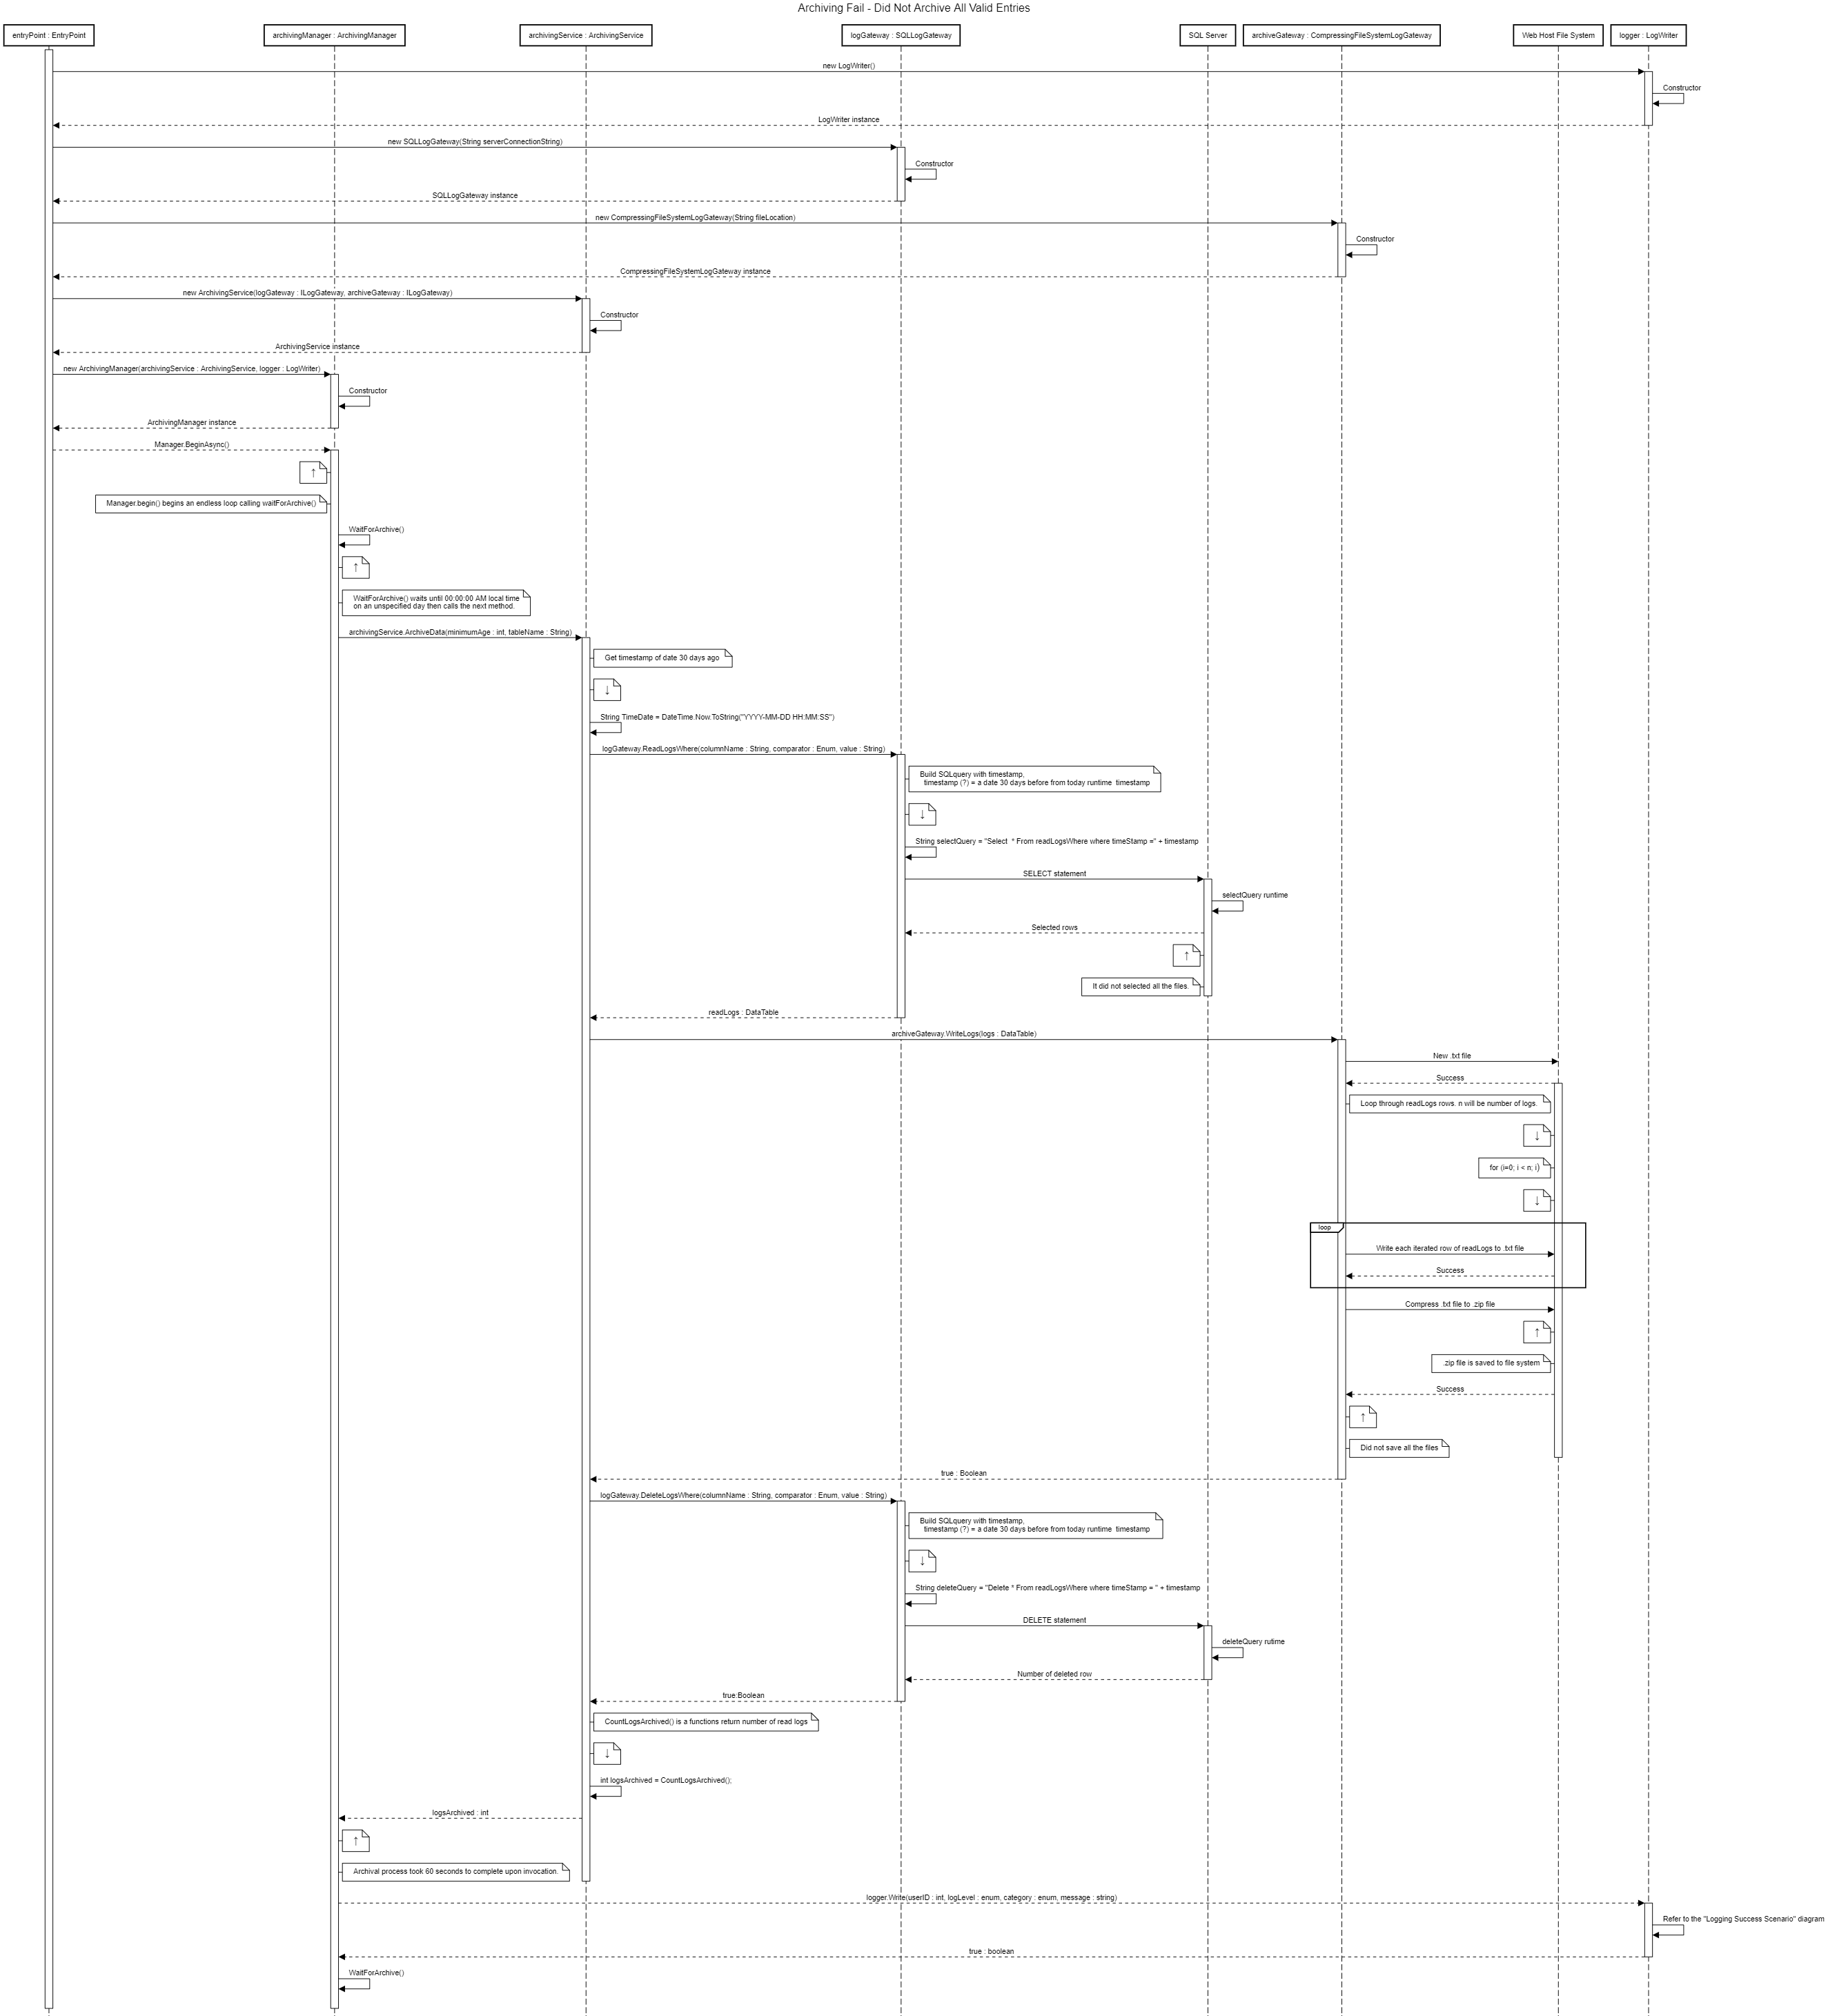 Archiving Fail - Did Not Archive All Valid Entries
entryPoint : EntryPoint
archivingManager : ArchivingManager
archivingService : ArchivingService
logGateway : SQLLogGateway
SQL Server
archiveGateway : CompressingFileSystemLogGateway
Web Host File System
logger : LogWriter
new LogWriter()
Constructor
LogWriter instance
new SQLLogGateway(String serverConnectionString)
Constructor
SQLLogGateway instance
new CompressingFileSystemLogGateway(String fileLocation)
Constructor
CompressingFileSystemLogGateway instance
new ArchivingService(logGateway : ILogGateway, archiveGateway : ILogGateway)
Constructor
ArchivingService instance
new ArchivingManager(archivingService : ArchivingService, logger : LogWriter)
Constructor
ArchivingManager instance
Manager.BeginAsync()
↑
Manager.begin() begins an endless loop calling waitForArchive()
WaitForArchive()
↑
WaitForArchive() waits until 00:00:00 AM local time
on an unspecified day then calls the next method.
archivingService.ArchiveData(minimumAge : int, tableName : String)
Get timestamp of date 30 days ago
↓
String TimeDate = DateTime.Now.ToString("YYYY-MM-DD HH:MM:SS")
logGateway.ReadLogsWhere(columnName : String, comparator : Enum, value : String)
Build SQLquery with timestamp,
timestamp (?) = a date 30 days before from today runtime  timestamp
↓
String selectQuery = "Select  * From readLogsWhere where timeStamp =" + timestamp
SELECT statement
selectQuery runtime
Selected rows
↑
It did not selected all the files.
readLogs : DataTable
archiveGateway.WriteLogs(logs : DataTable)
New .txt file
Success
Loop through readLogs rows. n will be number of logs.
↓
for (i=0; i < n; i)
↓
loop
Write each iterated row of readLogs to .txt file
Success
Compress .txt file to .zip file
↑
.zip file is saved to file system
Success
↑
Did not save all the files
true : Boolean
logGateway.DeleteLogsWhere(columnName : String, comparator : Enum, value : String)
Build SQLquery with timestamp,
timestamp (?) = a date 30 days before from today runtime  timestamp
↓
String deleteQuery = "Delete * From readLogsWhere where timeStamp = " + timestamp
DELETE statement
deleteQuery rutime
Number of deleted row
true:Boolean
CountLogsArchived() is a functions return number of read logs
↓
int logsArchived = CountLogsArchived();
logsArchived : int
↑
Archival process took 60 seconds to complete upon invocation.
logger.Write(userID : int, logLevel : enum, category : enum, message : string)
Refer to the "Logging Success Scenario" diagram
true : boolean
WaitForArchive()